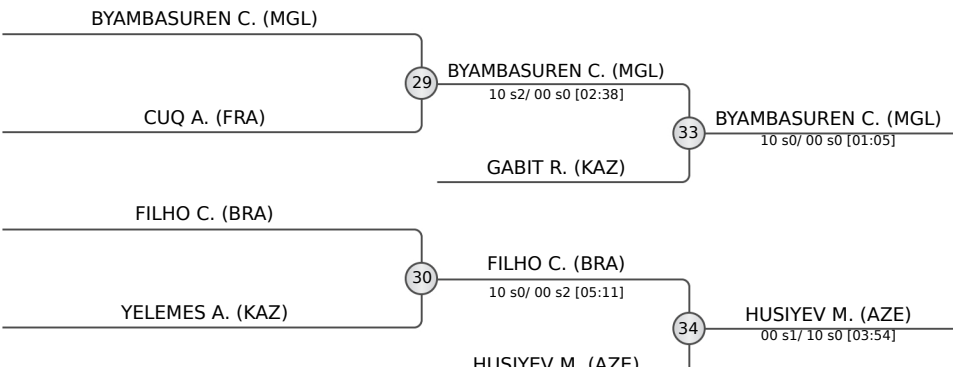 BYAMBASUREN C. (MGL)
29
BYAMBASUREN C. (MGL)
10 s2/ 00 s0 [02:38]
CUQ A. (FRA)
33
BYAMBASUREN C. (MGL)
10 s0/ 00 s0 [01:05]
GABIT R. (KAZ)
FILHO C. (BRA)
30
FILHO C. (BRA)
10 s0/ 00 s2 [05:11]
YELEMES A. (KAZ)
34
HUSIYEV M. (AZE)
00 s1/ 10 s0 [03:54]
HUSIYEV M. (AZE)